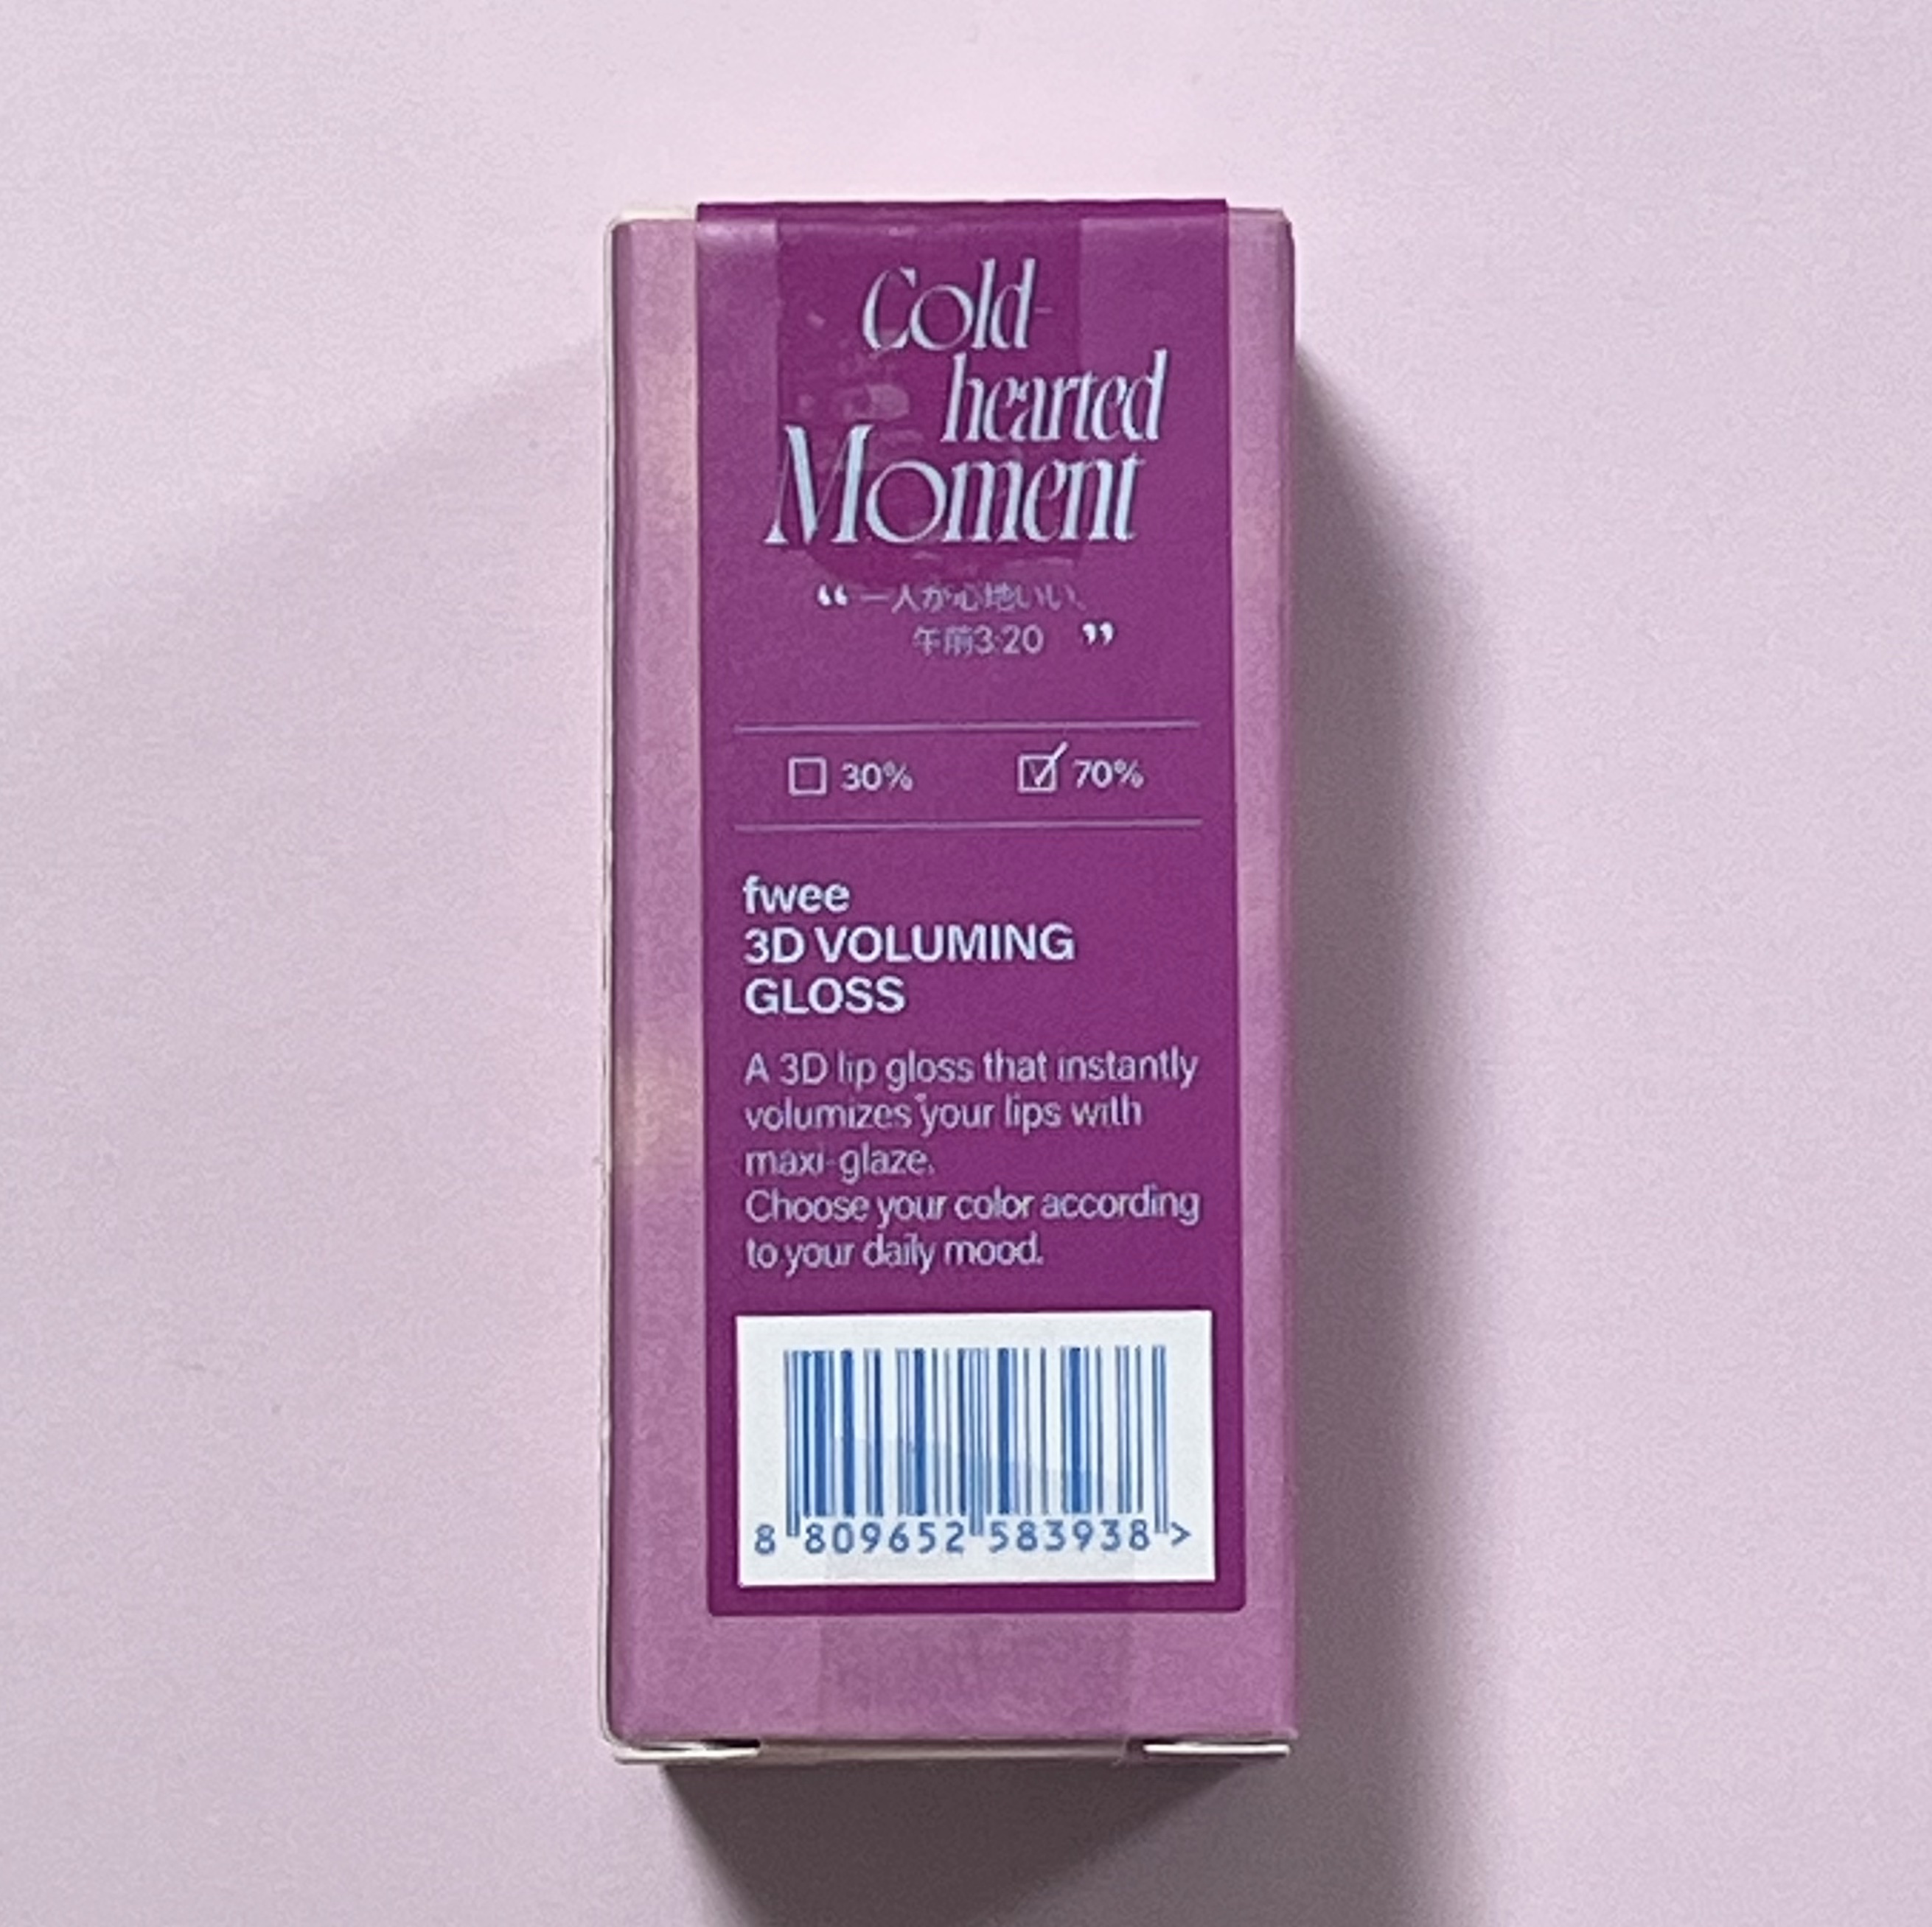 Cold-
hearted
Moment
“ 一人が心地いい、
午前3:20 ”
30% 70%
fwee
3D VOLUMING
GLOSS
A 3D lip gloss that instantly
volumizes your lips with
maxi-glaze.
Choose your color according
to your daily mood.
8 809652 583938 >